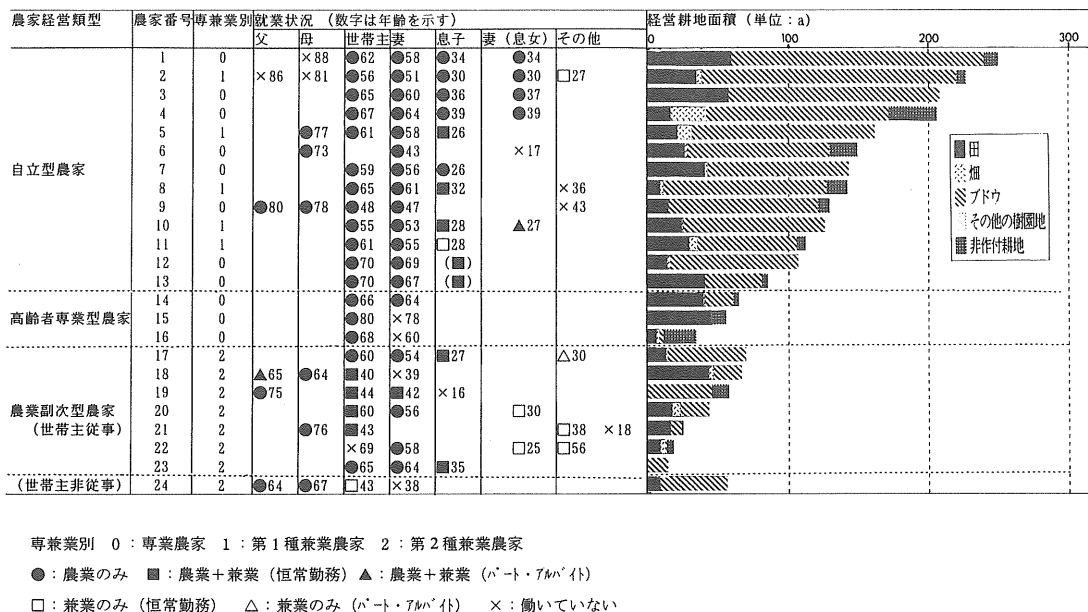 農家経営類型 農家番号 専兼業別 就業状況 (数字は年齢を示す) 経営耕地面積 (単位:a)
父 母 世帯主 妻 息子 妻(息女) その他 0 100 200 300
1 0 ×88 ●62 ●58 ●34 ●34
2 1 ×86 ×81 ●56 ●51 ●30 ●30 □27
3 0 ●65 ●60 ●36 ●37
4 0 ●67 ●64 ●39 ●39
5 1 ●77 ●61 ●58 ■26
6 0 ●73 ●43 ×17
自立型農家 7 0 ●59 ●56 ●26
8 1 ●65 ●61 ■32 ×36
9 0 ●80 ●78 ●48 ●47 ×43
10 1 ●55 ●53 ■28 ▲27
11 1 ●61 ●55 □28
12 0 ●70 ●69 (■)
13 0 ●70 ●67 (■)
14 0 ●66 ●64
高齢者専業型農家 15 0 ●80 ×78
16 0 ●68 ×60
17 2 ●60 ●54 ■27 △30
18 2 ▲65 ●64 ■40 ×39
19 2 ●75 ■44 ■42 ×16
農業副次型農家 20 2 ■60 ●56 □30
(世帯主従事) 21 2 ●76 ■43 □38 ×18
22 2 ×69 ●58 □25 □56
23 2 ●65 ●64 ■35
(世帯主非従事) 24 2 ●64 ●67 □43 ×38
田
畑
ブドウ
その他の樹園地
非作付耕地
専兼業別 0:専業農家 1:第1種兼業農家 2:第2種兼業農家
●:農業のみ ■:農業+兼業(恒常勤務) ▲:農業+兼業(パート・アルバイト)
□:兼業のみ(恒常勤務) △:兼業のみ(パート・アルバイト) ×:働いていない